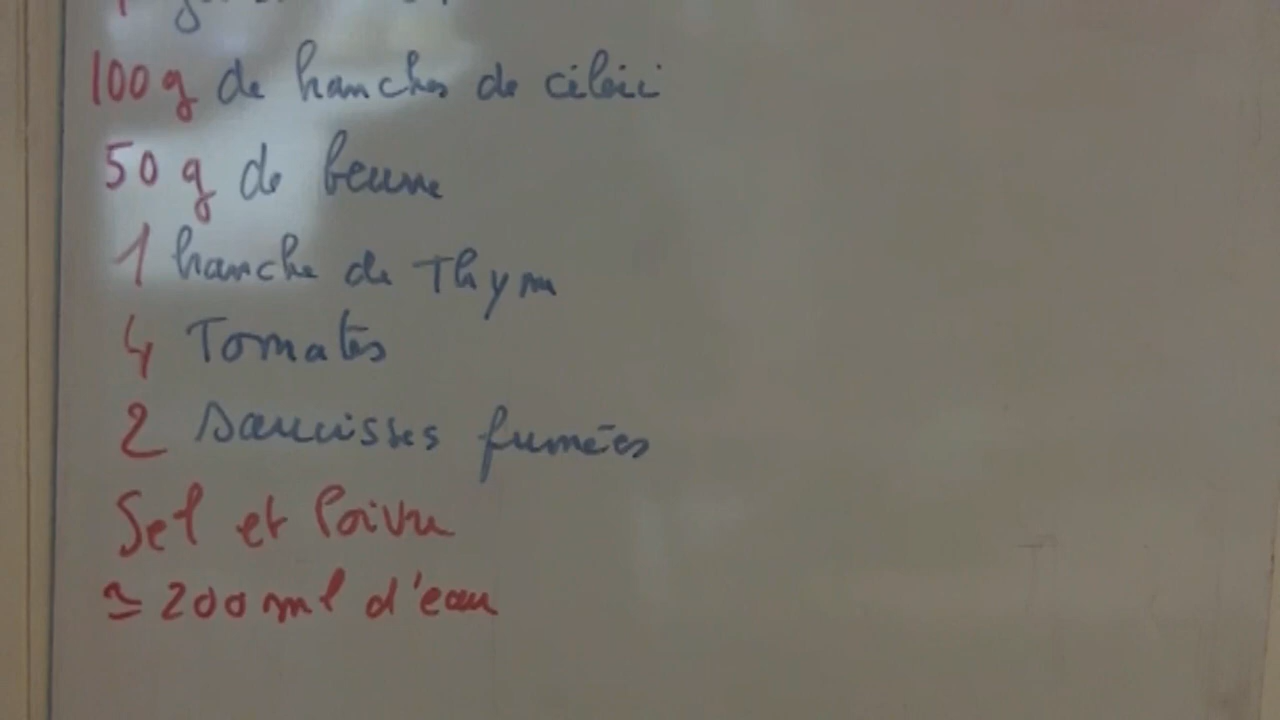 100g de branches de céleri
50 g de beurre
1 branche de Thym
4 Tomates
2 saucisses fumées
Sel et Poivre
≃ 200 ml d'eau